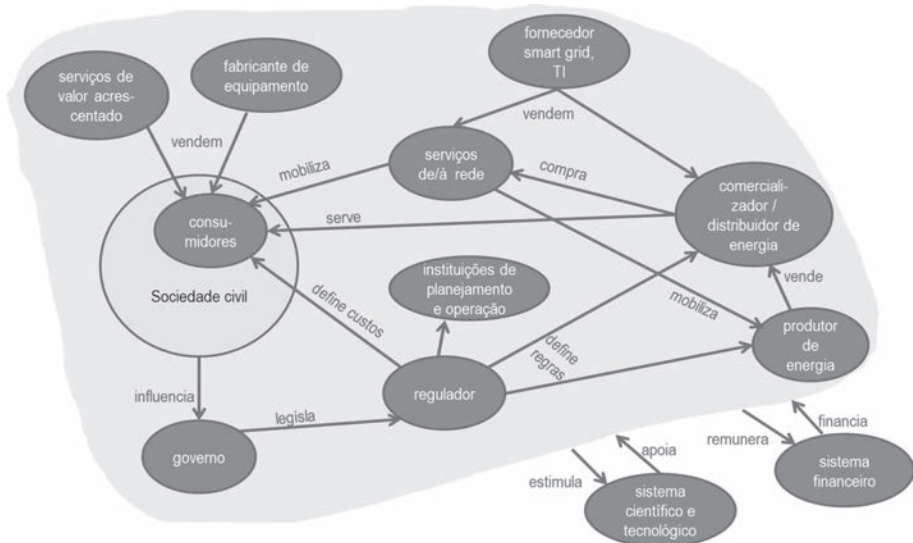 serviços de
valor acres-
centado
fabricante de
equipamento
fornecedor
smart grid,
TI
vendem
vendem
mobiliza
serviços
de/à rede
compra
comerciali-
zador /
distribuidor de
energia
consu-
midores
serve
Sociedade civil
define custos
instituições de
planejamento
e operação
vende
mobiliza
define
regras
produtor
de
energia
influencia
regulador
legisla
governo
financia
remunera
apoia
estimula
sistema
financeiro
sistema
científico e
tecnológico